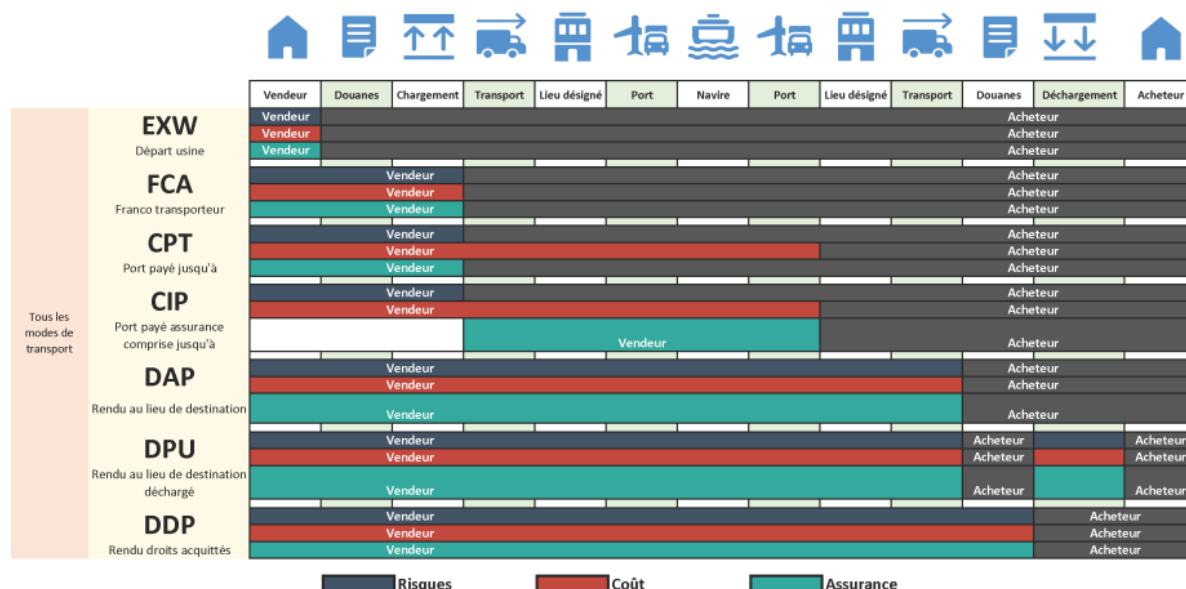 Vendeur Douanes Chargement Transport Lieu désigné Port Navire Port Lieu désigné Transport Douanes Déchargement Acheteur
Tous les
modes de
transport
EXW
Départ usine
Vendeur Acheteur
Vendeur Acheteur
Vendeur Acheteur
FCA
Franco transporteur
Vendeur Acheteur
Vendeur Acheteur
Vendeur Acheteur
CPT
Port payé jusqu'à
Vendeur Acheteur
Vendeur Acheteur
Vendeur Acheteur
CIP
Port payé assurance
comprise jusqu'à
Vendeur Acheteur
Vendeur Acheteur
Vendeur Acheteur
DAP
Rendu au lieu de destination
Vendeur Acheteur
Vendeur Acheteur
Vendeur Acheteur
DPU
Rendu au lieu de destination
déchargé
Vendeur Acheteur Acheteur
Vendeur Acheteur Acheteur
Vendeur Acheteur Acheteur
DDP
Rendu droits acquittés
Vendeur Acheteur
Vendeur Acheteur
Vendeur Acheteur
Risques Coût Assurance